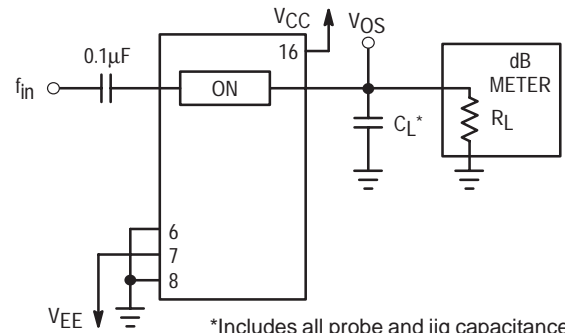 VCC
VOS
16
0.1μF
dB
METER
fin
ON
CL*
RL
6
7
8
VEE
*Includes all probe and jig capacitance